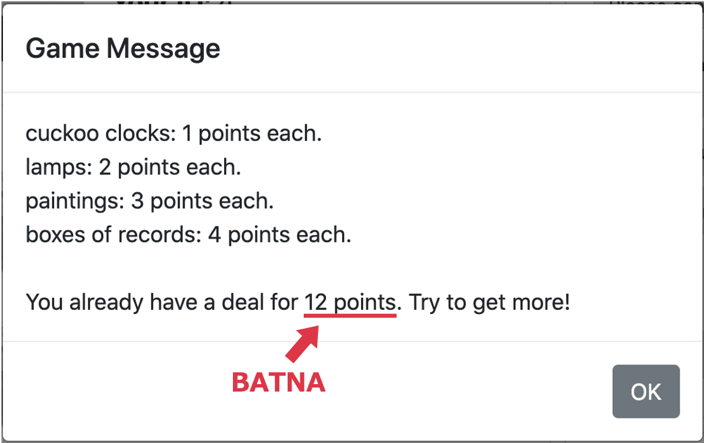 Game Message
cuckoo clocks: 1 points each.
lamps: 2 points each.
paintings: 3 points each.
boxes of records: 4 points each.
You already have a deal for 12 points. Try to get more!
BATNA
OK